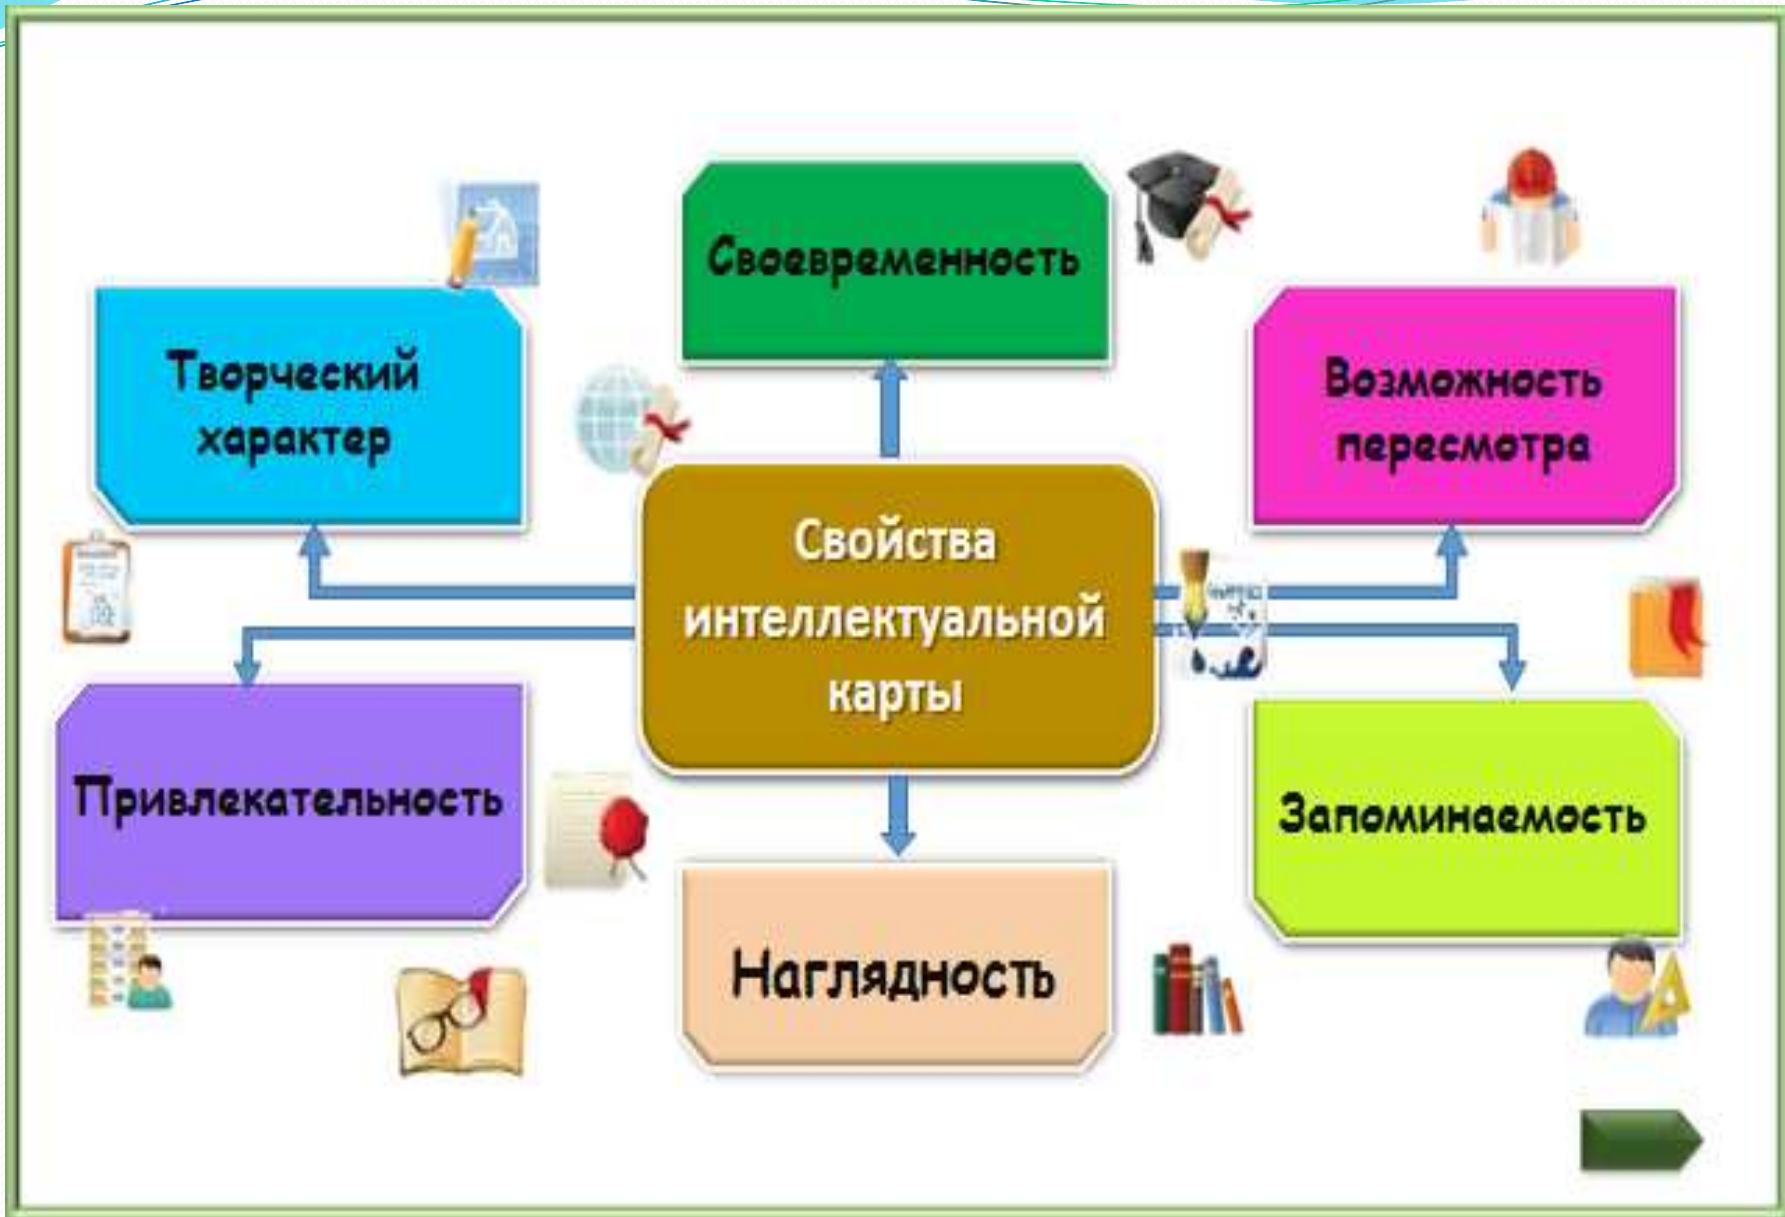 Своевременность
Творческий
характер
Возможность
пересмотра
Свойства
интеллектуальной
карты
Привлекательность
Запоминаемость
Наглядность